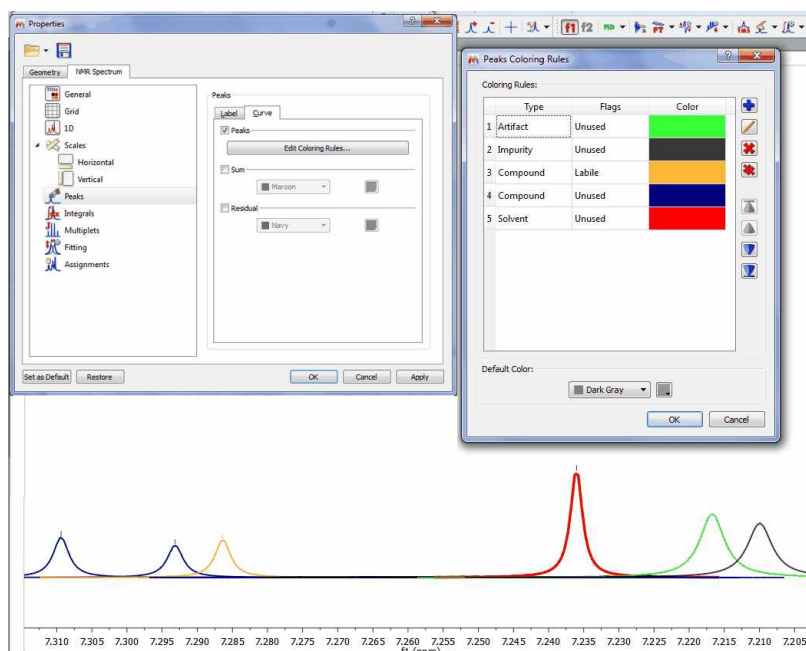 Properties
Geometry NMR Spectrum
General
Grid
1D
Scales
Horizontal
Vertical
Peaks
Integrals
Multiplets
Fitting
Assignments
Peaks
Label Curve
Peaks
Edit Coloring Rules...
Sum
Maroon
Residual
Navy
Set as Default Restore OK Cancel Apply
f1 f2
Peaks Coloring Rules
Coloring Rules:
Type Flags Color
1 Artifact Unused
2 Impurity Unused
3 Compound Labile
4 Compound Unused
5 Solvent Unused
Default Color:
Dark Gray
OK Cancel
7.310 7.305 7.300 7.295 7.290 7.285 7.280 7.275 7.270 7.265 7.260 7.255 7.250 7.245 7.240 7.235 7.230 7.225 7.220 7.215 7.210 7.205